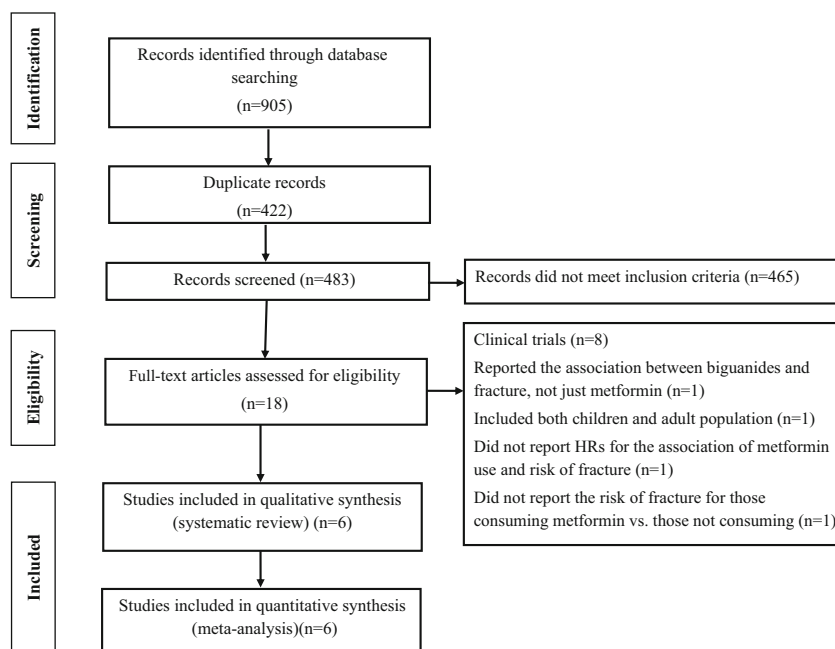 Identification
Records identified through database
searching
(n=905)
Screening
Duplicate records
(n=422)
Records screened (n=483)
Records did not meet inclusion criteria (n=465)
Eligibility
Full-text articles assessed for eligibility
(n=18)
Clinical trials (n=8)
Reported the association between biguanides and
fracture, not just metformin (n=1)
Included both children and adult population (n=1)
Did not report HRs for the association of metformin
use and risk of fracture (n=1)
Did not report the risk of fracture for those
consuming metformin vs. those not consuming (n=1)
Included
Studies included in qualitative synthesis
(systematic review) (n=6)
Studies included in quantitative synthesis
(meta-analysis)(n=6)